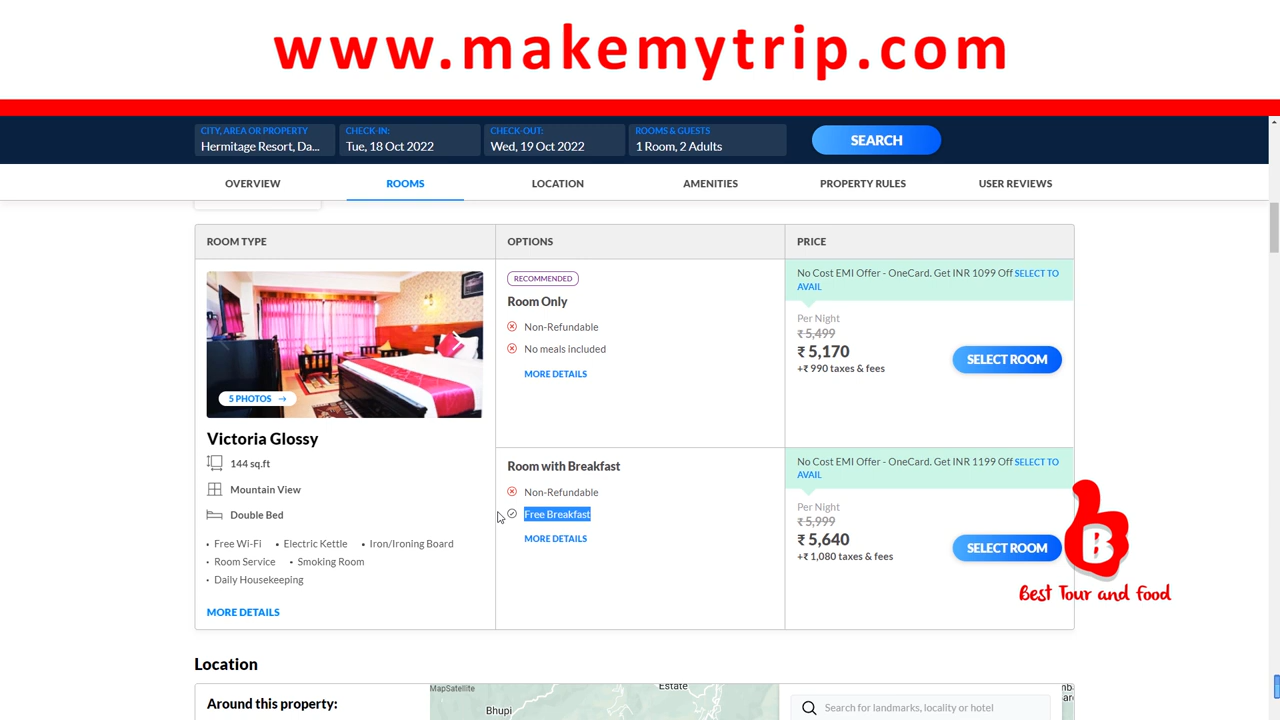 www.makemytrip.com
CITY, AREA OR PROPERTY
Hermitage Resort, Da...
CHECK-IN:
Tue, 18 Oct 2022
CHECK-OUT:
Wed, 19 Oct 2022
ROOMS & GUESTS
1 Room, 2 Adults
SEARCH
OVERVIEW
ROOMS
LOCATION
AMENITIES
PROPERTY RULES
USER REVIEWS
ROOM TYPE
OPTIONS
PRICE
5 PHOTOS →
Victoria Glossy
144 sq.ft
Mountain View
Double Bed
• Free Wi-Fi • Electric Kettle • Iron/Ironing Board
• Room Service • Smoking Room
• Daily Housekeeping
MORE DETAILS
RECOMMENDED
Room Only
Non-Refundable
No meals included
MORE DETAILS
No Cost EMI Offer - OneCard. Get INR 1099 Off SELECT TO
AVAIL
Per Night
₹ 5,499
₹ 5,170
+₹ 990 taxes & fees
SELECT ROOM
Room with Breakfast
Non-Refundable
Free Breakfast
MORE DETAILS
No Cost EMI Offer - OneCard. Get INR 1199 Off SELECT TO
AVAIL
Per Night
₹ 5,999
₹ 5,640
+₹ 1,080 taxes & fees
SELECT ROOM
B
Best Tour and Food
Location
Around this property:
MapSatellite
Estate
Bhupi
Search for landmarks, locality or hotel